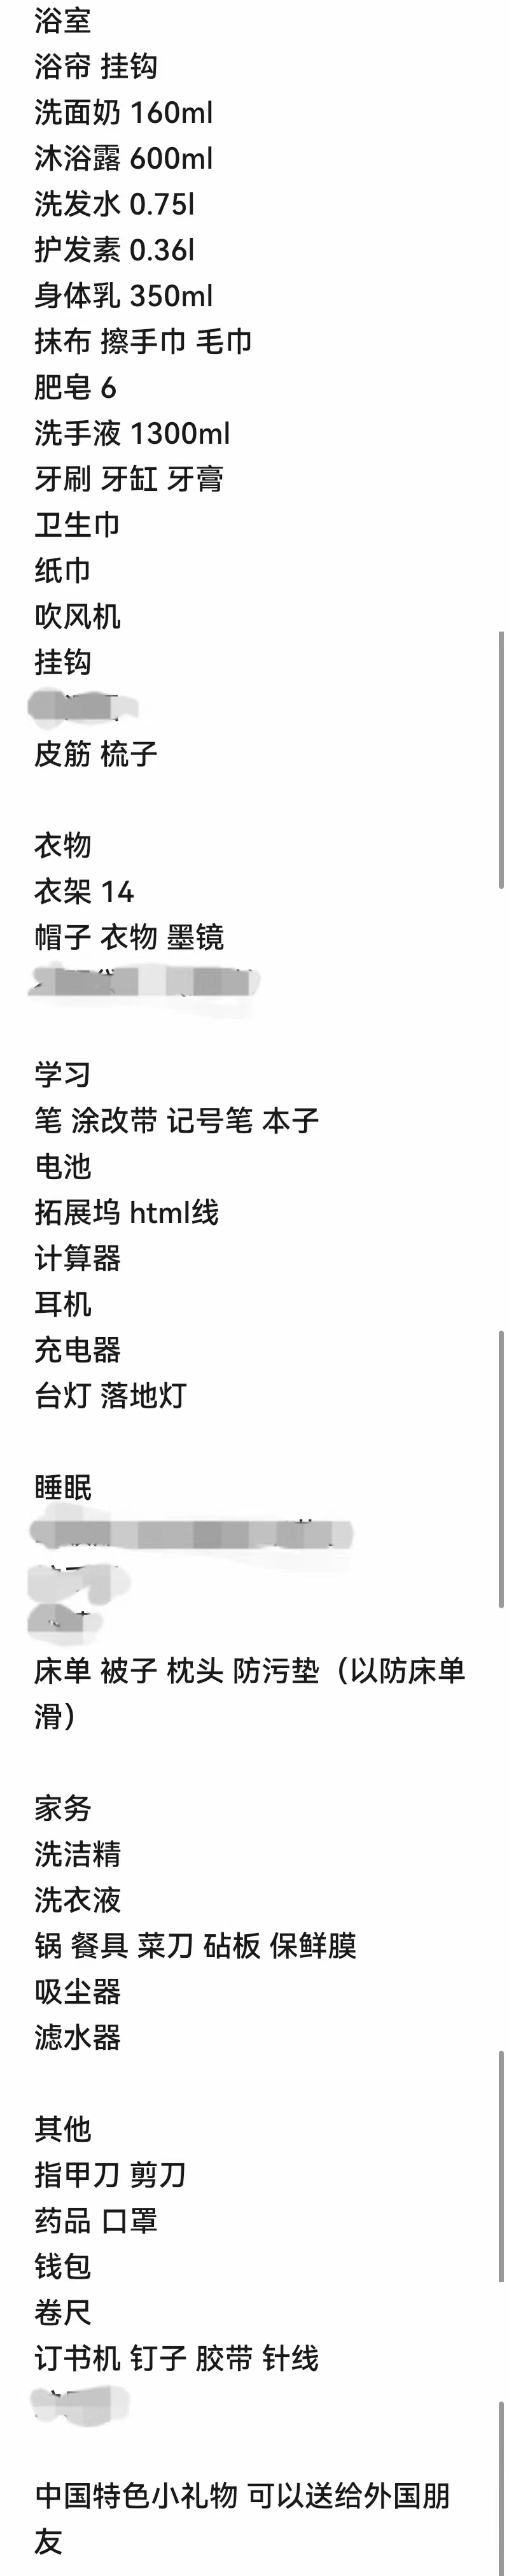 浴室
浴帘 挂钩
洗面奶 160ml
沐浴露 600ml
洗发水 0.75l
护发素 0.36l
身体乳 350ml
抹布 擦手巾 毛巾
肥皂 6
洗手液 1300ml
牙刷 牙缸 牙膏
卫生巾
纸巾
吹风机
挂钩
皮筋 梳子
衣物
衣架 14
帽子 衣物 墨镜
学习
笔 涂改带 记号笔 本子
电池
拓展坞 html线
计算器
耳机
充电器
台灯 落地灯
睡眠
床单 被子 枕头 防污垫（以防床单
滑）
家务
洗洁精
洗衣液
锅 餐具 菜刀 砧板 保鲜膜
吸尘器
滤水器
其他
指甲刀 剪刀
药品 口罩
钱包
卷尺
订书机 钉子 胶带 针线
中国特色小礼物 可以送给外国朋
友